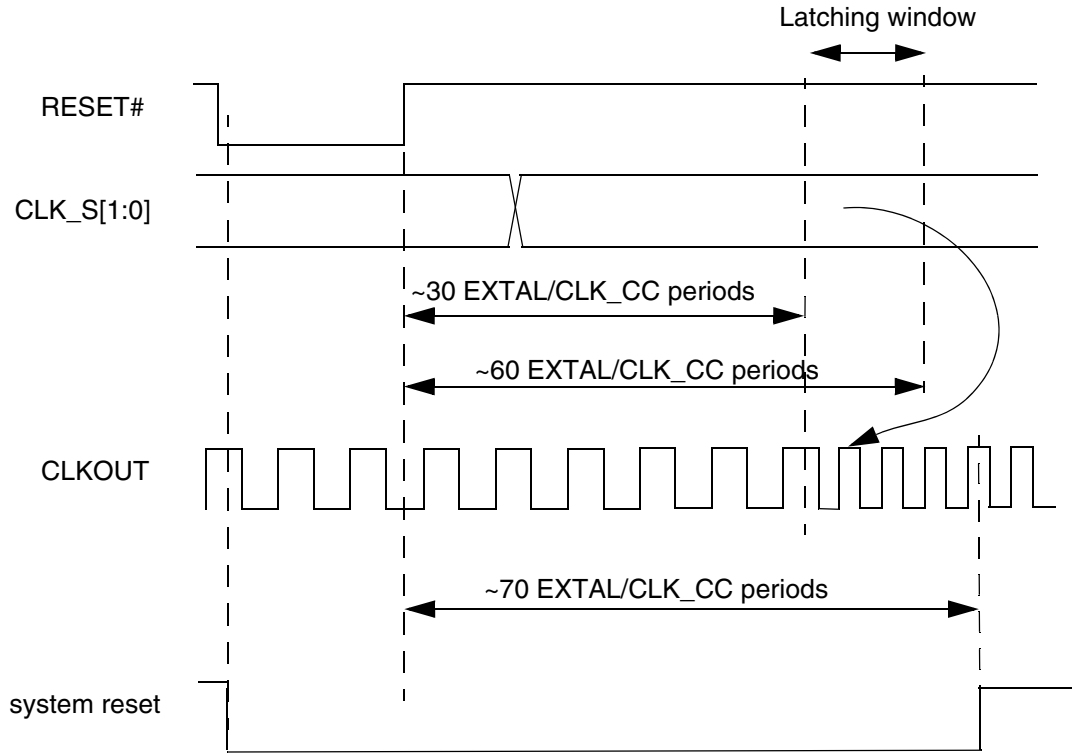 Latching window
RESET#
CLK_S[1:0]
~30 EXTAL/CLK_CC periods
~60 EXTAL/CLK_CC periods
CLKOUT
~70 EXTAL/CLK_CC periods
system reset